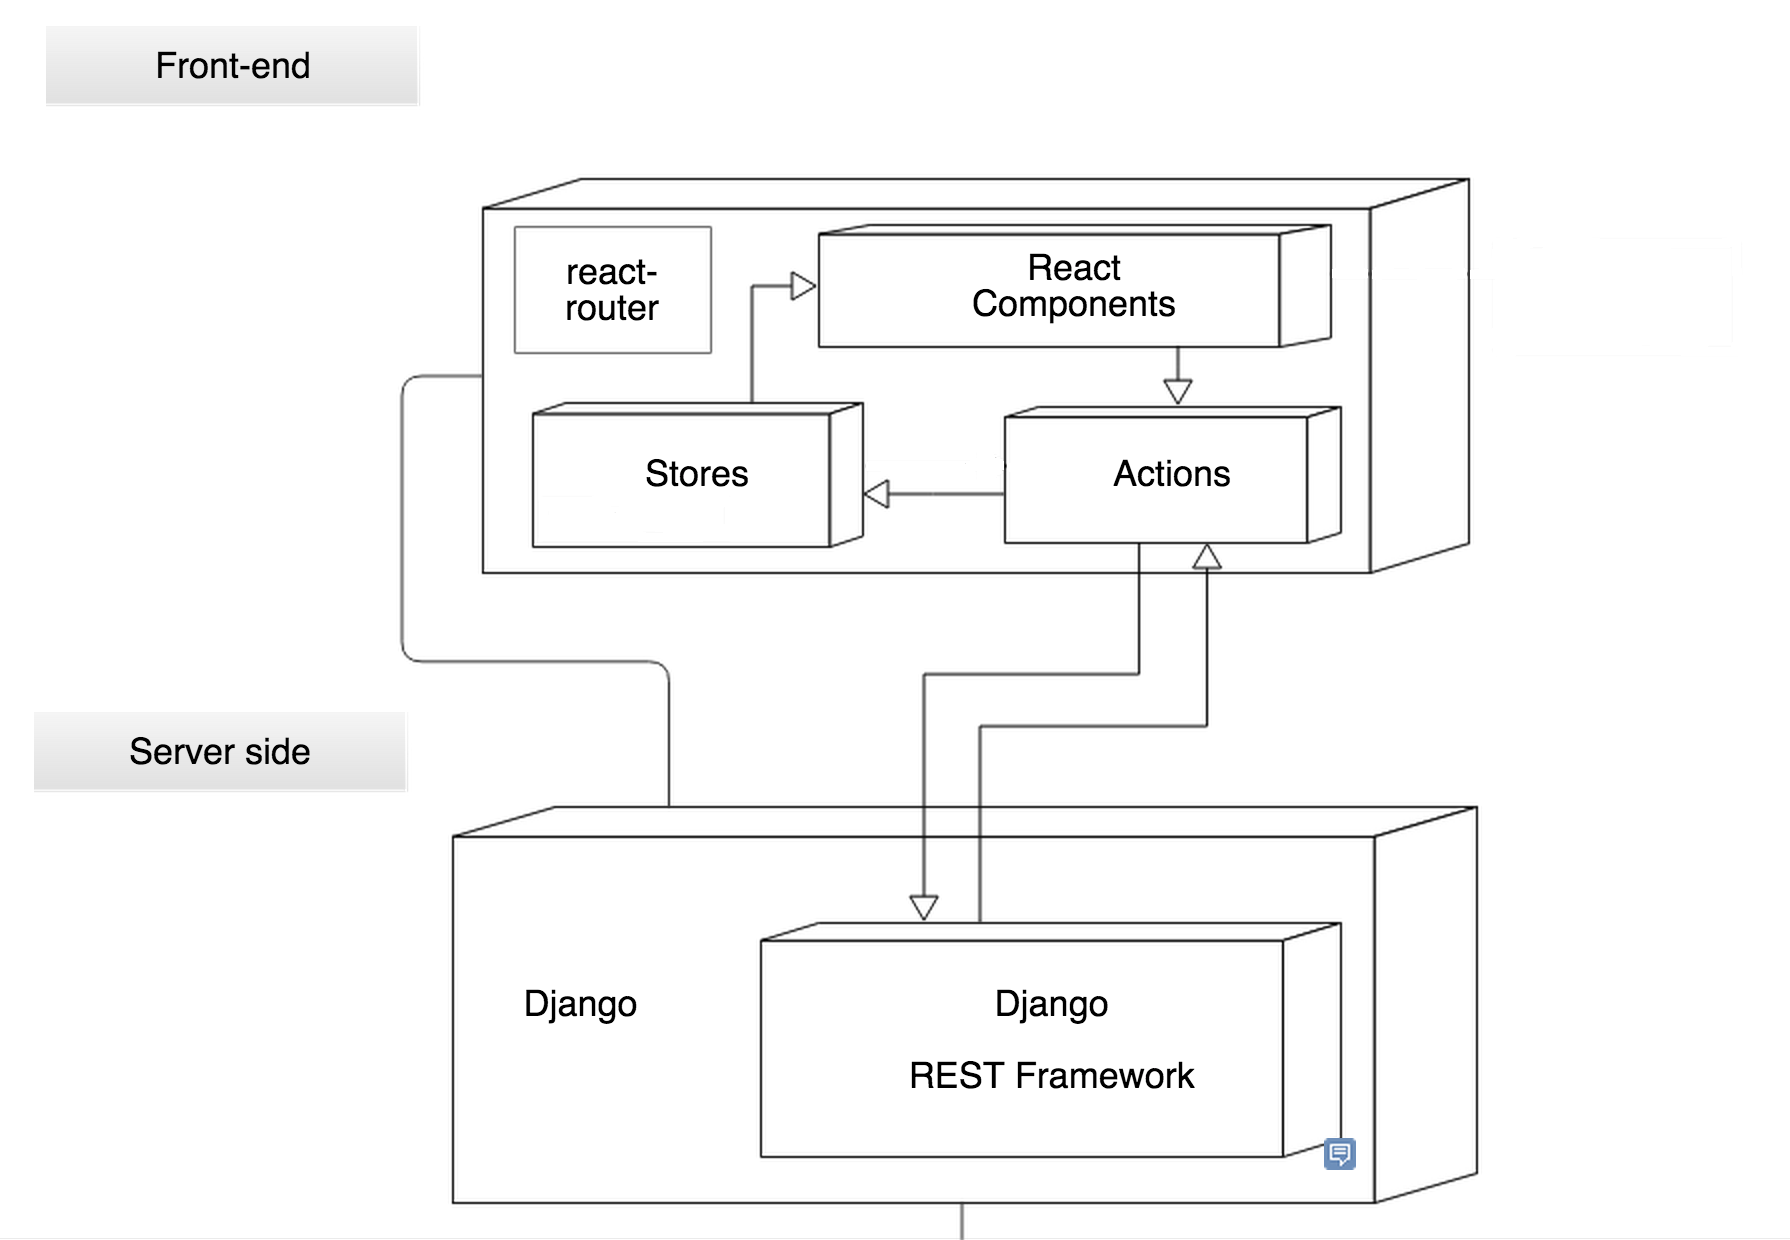 Front-end
react-
router
React
Components
Stores
Actions
Server side
Django
Django
REST Framework